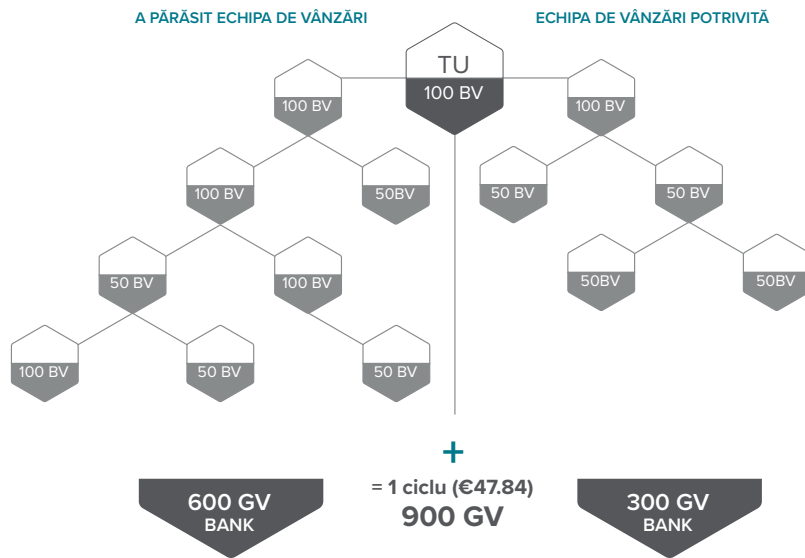 A PĂRĂSIT ECHIPA DE VÂNZĂRI
ECHIPA DE VÂNZĂRI POTRIVITĂ
TU
100 BV
100 BV
100 BV
100 BV
50BV
50 BV
50 BV
50 BV
100 BV
50BV
50BV
100 BV
50 BV
50 BV
+
= 1 ciclu (€47.84)
900 GV
600 GV
BANK
300 GV
BANK